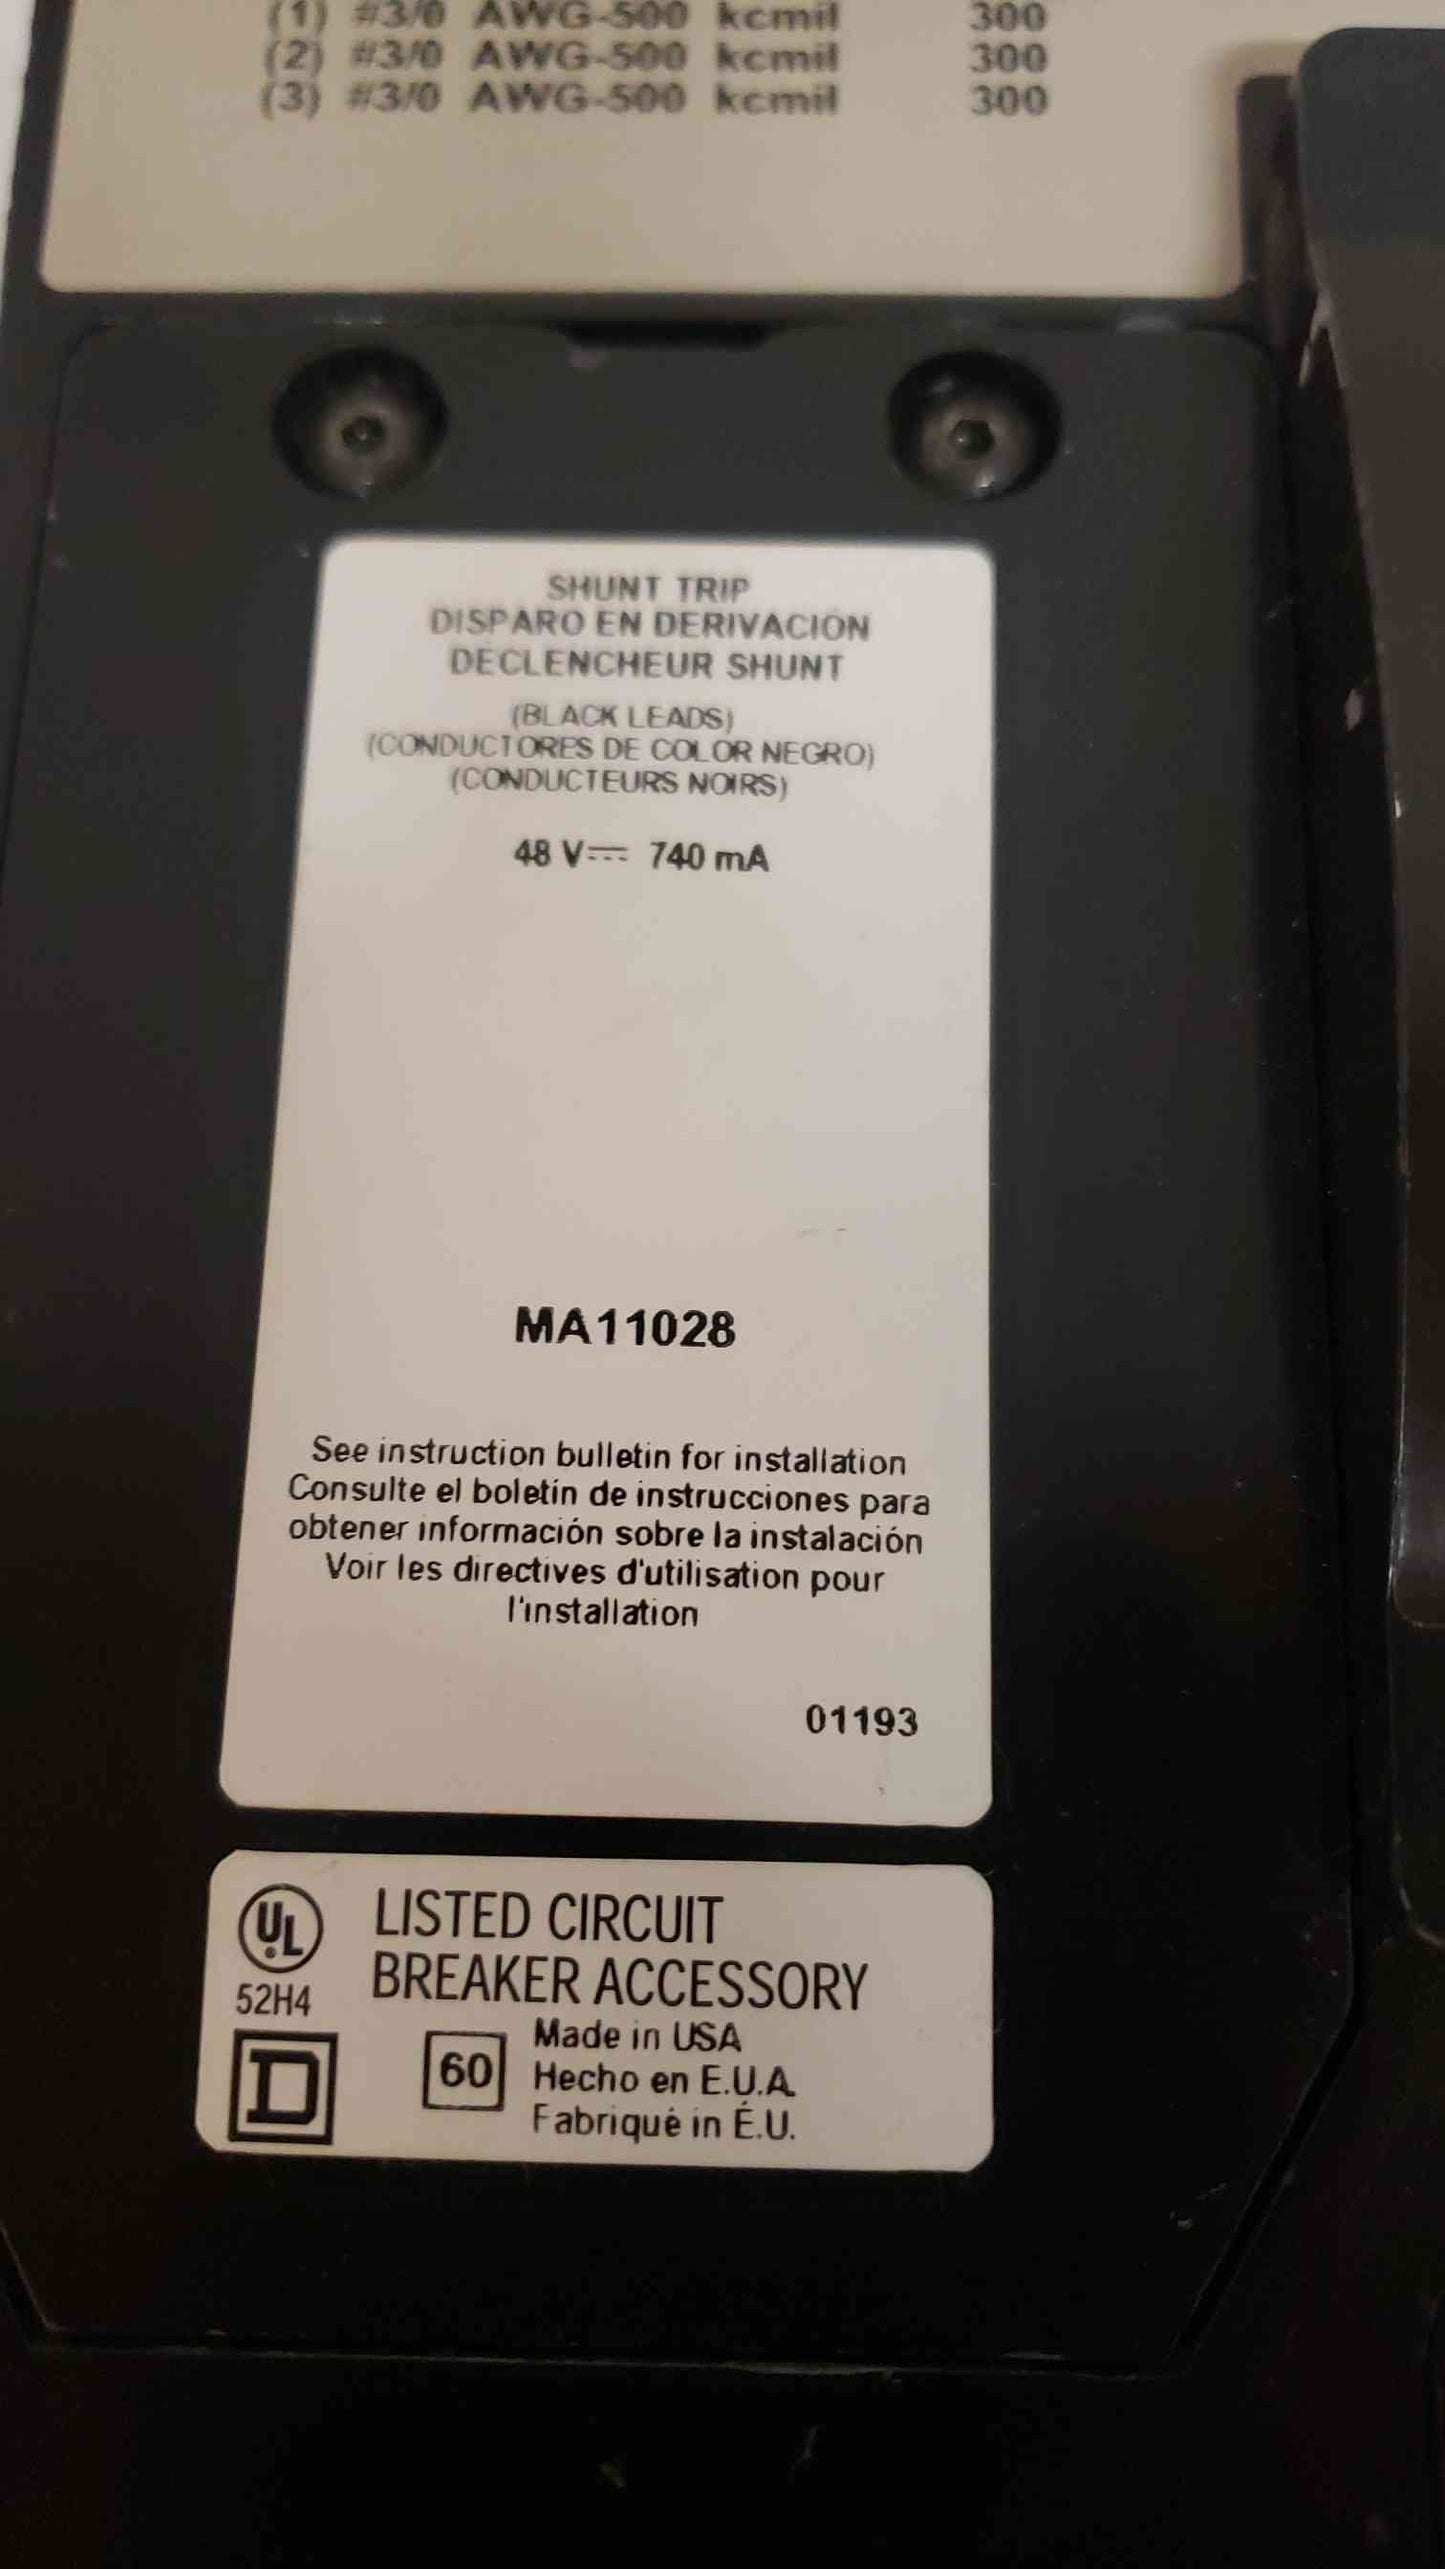 (1) #3/0 AWG-500 kcmil 300
(2) #3/0 AWG-500 kcmil 300
(3) #3/0 AWG-500 kcmil 300
SHUNT TRIP
DISPARO EN DERIVACIÓN
DÉCLENCHEUR SHUNT
(BLACK LEADS)
(CONDUCTORES DE COLOR NEGRO)
(CONDUCTEURS NOIRS)
48 V⎓ 740 mA
MA11028
See instruction bulletin for installation
Consulte el boletín de instrucciones para
obtener información sobre la instalación
Voir les directives d'utilisation pour
l'installation
01193
UL LISTED CIRCUIT
52H4 BREAKER ACCESSORY
D 60 Made in USA
Hecho en E.U.A.
Fabriqué in É.U.